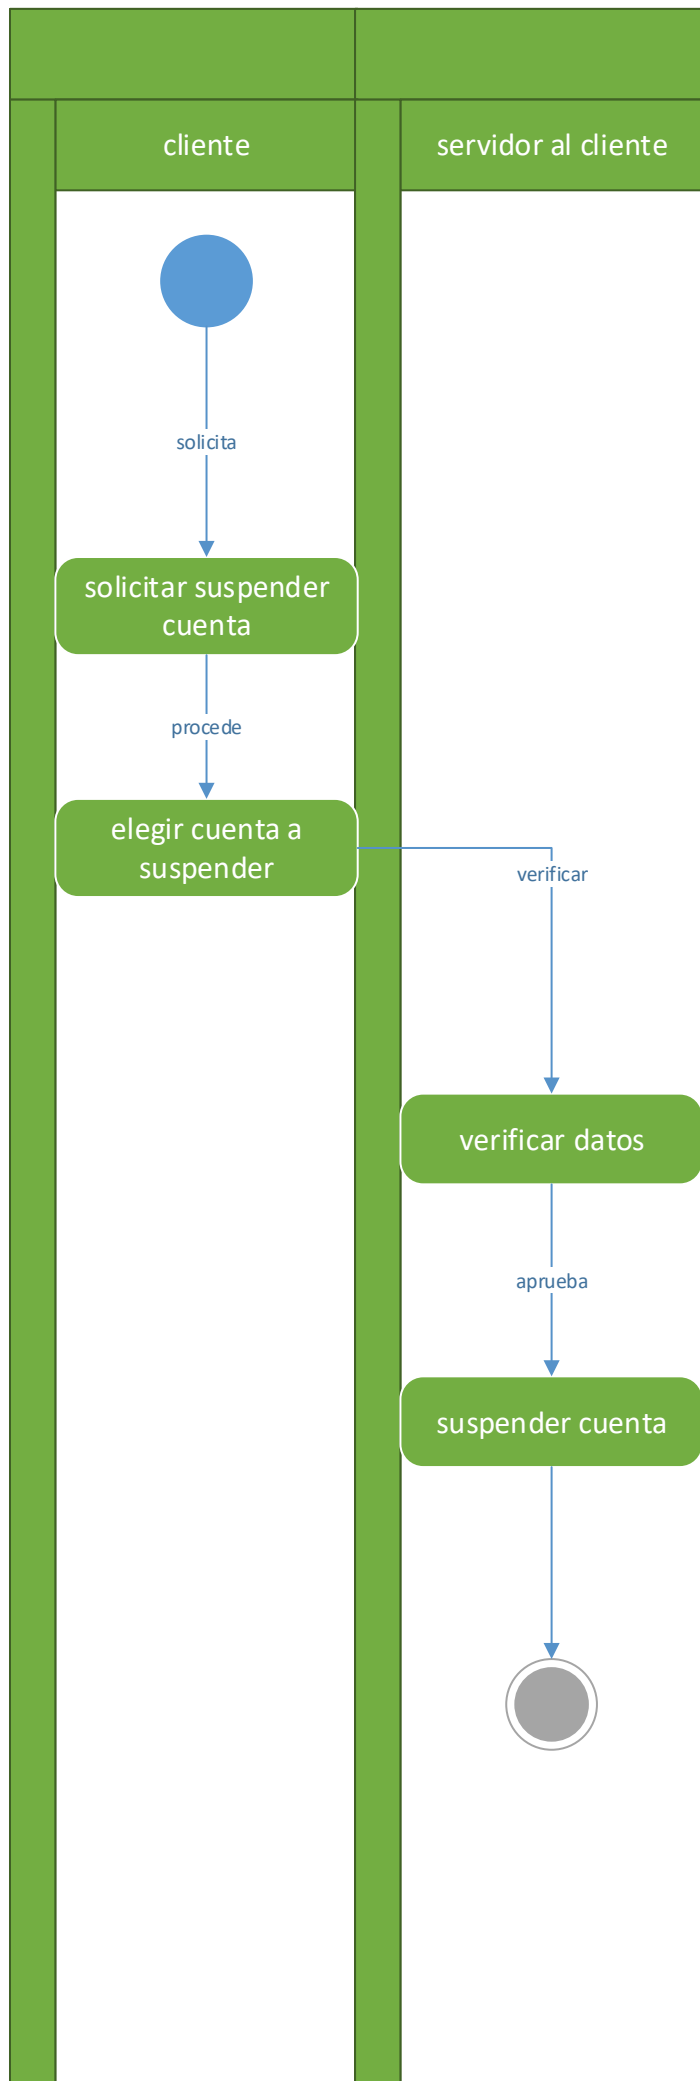 cliente
servidor al cliente
solicita
solicitar suspender
cuenta
procede
elegir cuenta a
suspender
verificar
verificar datos
aprueba
suspender cuenta